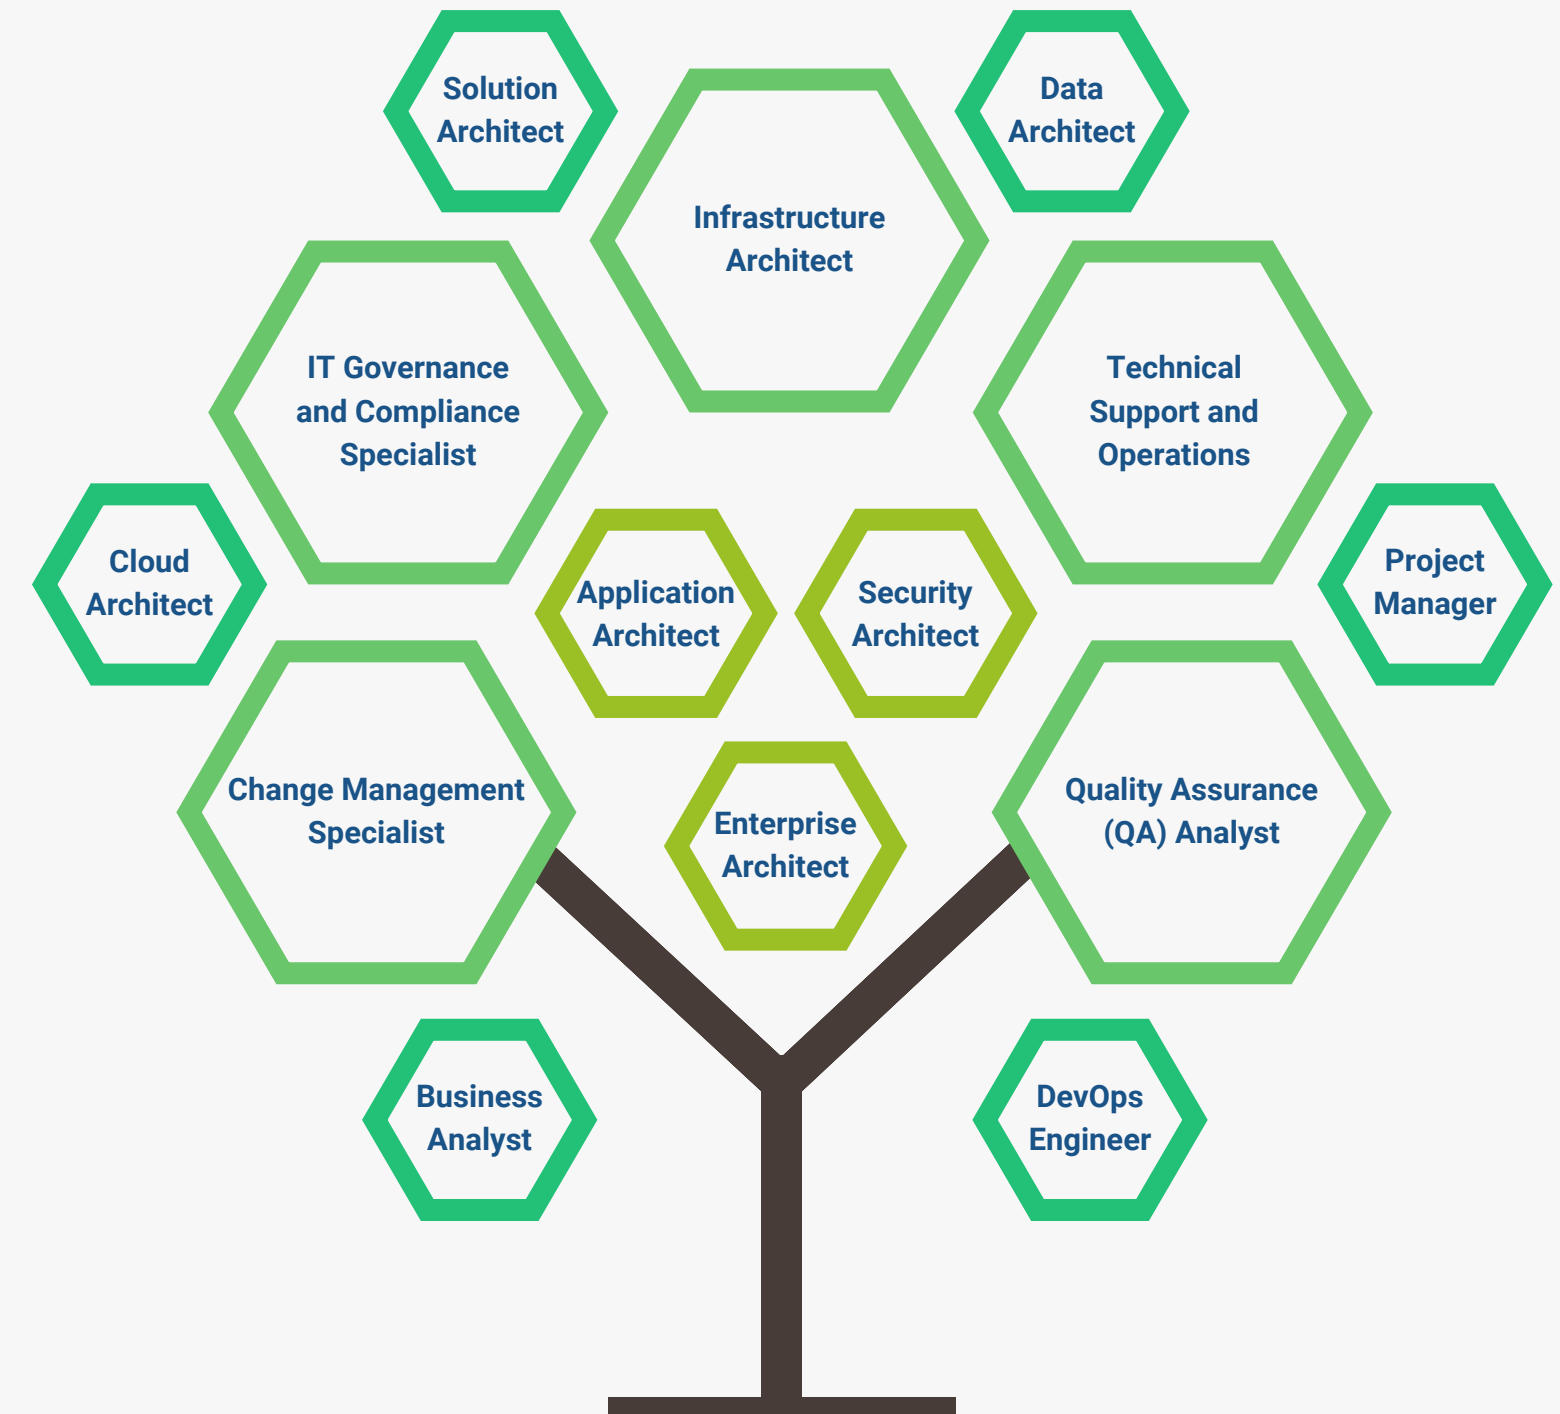 Solution
Architect
Data
Architect
Infrastructure
Architect
IT Governance
and Compliance
Specialist
Technical
Support and
Operations
Cloud
Architect
Application
Architect
Security
Architect
Project
Manager
Change Management
Specialist
Enterprise
Architect
Quality Assurance
(QA) Analyst
Business
Analyst
DevOps
Engineer